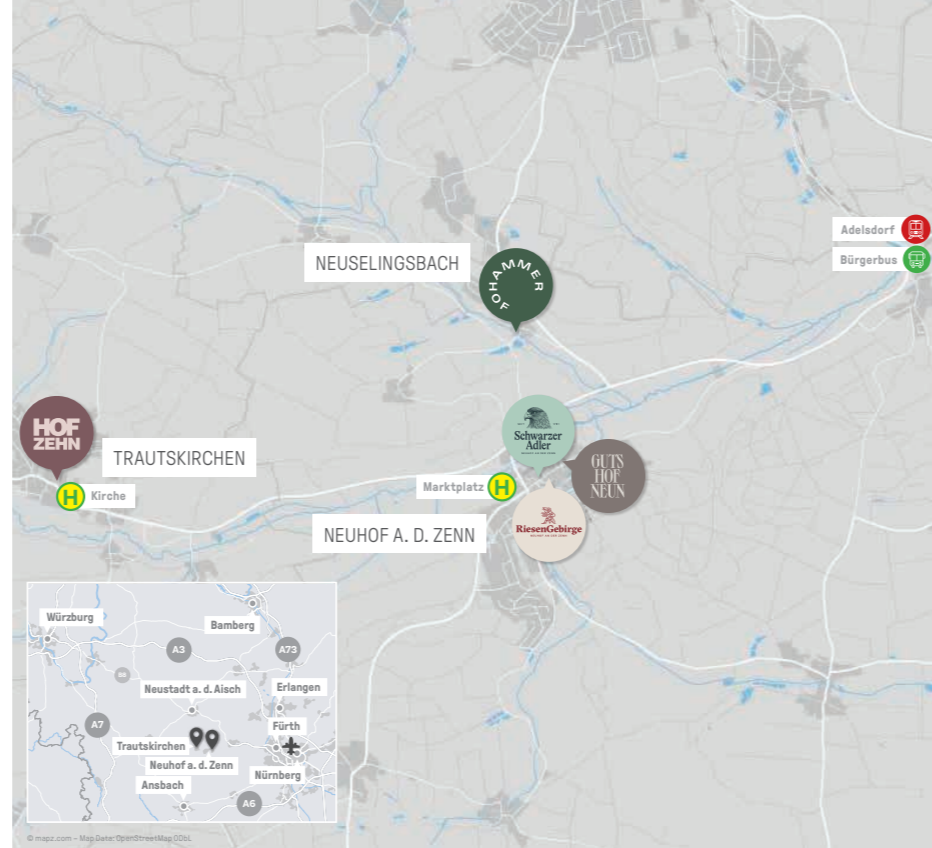 Adelsdorf
Bürgerbus
NEUSELINGSBACH
HAMMER
HOF
HOF
ZEHN
TRAUTSKIRCHEN
H Kirche
Schwarzer
Adler
GUTS
HOF
NEUN
Marktplatz H
RiesenGebirge
NEUHOF A. D. ZENN
Würzburg
Bamberg
A3
A73
Neustadt a. d. Aisch
Erlangen
A7
Fürth
Trautskirchen
Neuhof a. d. Zenn
Nürnberg
Ansbach
A6
© mapz.com - Map Data: OpenStreetMap ODbL